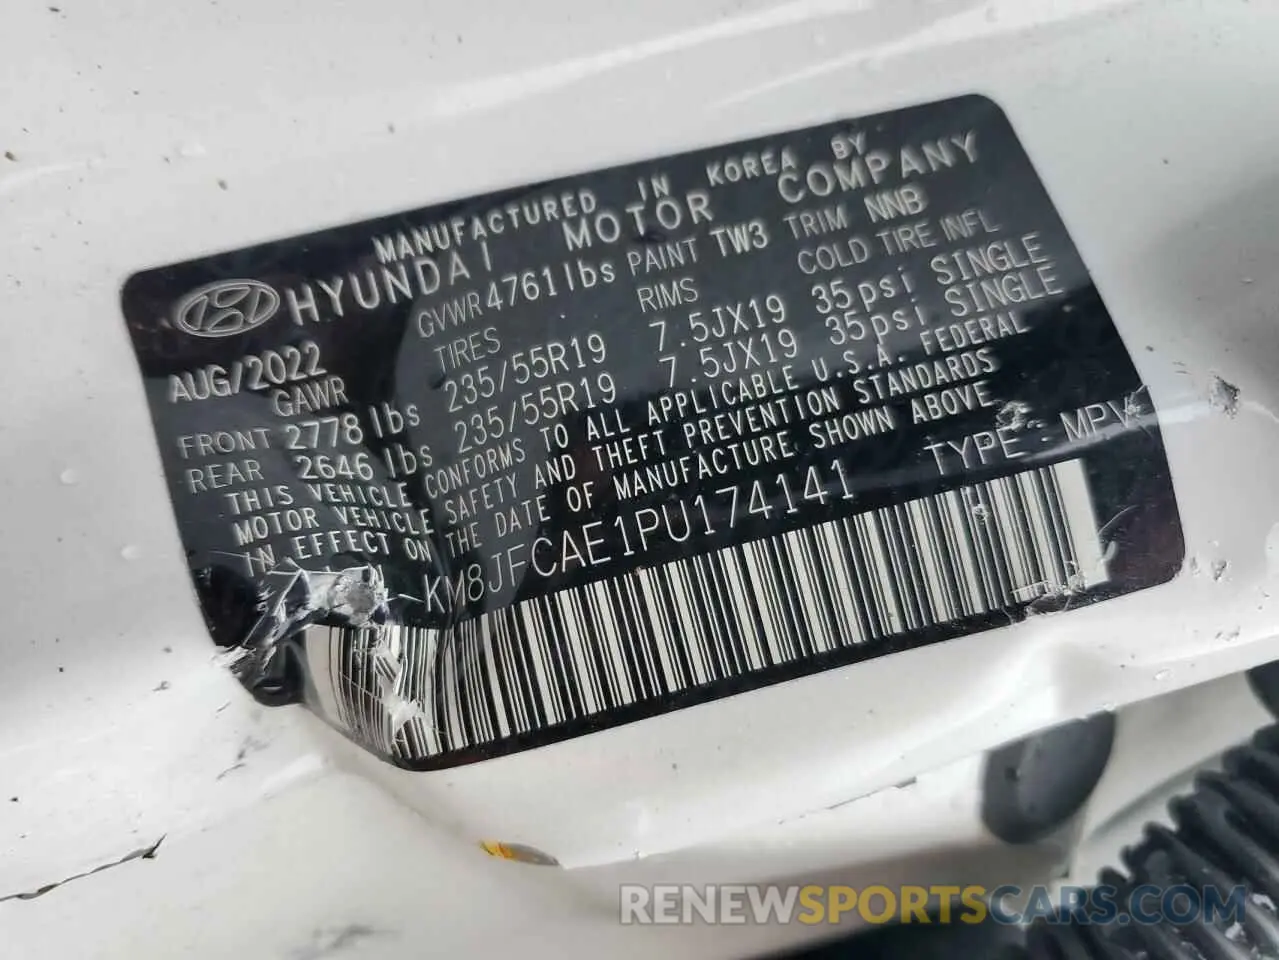 MANUFACTURED IN KOREA BY
HYUNDAI MOTOR COMPANY
AUG/2022 GVWR 4761lbs PAINT TW3 TRIM NNB
GAWR TIRES RIMS COLD TIRE INFL
FRONT 2778 lbs 235/55R19 7.5JX19 35psi SINGLE
REAR 2646 lbs 235/55R19 7.5JX19 35psi SINGLE
THIS VEHICLE CONFORMS TO ALL APPLICABLE U.S.A. FEDERAL
MOTOR VEHICLE SAFETY AND THEFT PREVENTION STANDARDS
IN EFFECT ON THE DATE OF MANUFACTURE SHOWN ABOVE
KM8JFCAE1PU174141 TYPE : MPV
RENEWSPORTSCARS.COM